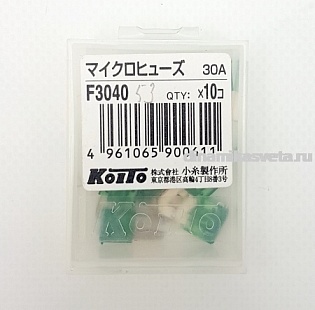 マイクロヒューズ 30A
F3040 53 QTY: X10コ
4 961065 900411
KOITO 株式会社 小糸製作所
東京都港区高輪4丁目8番3号
KOITO